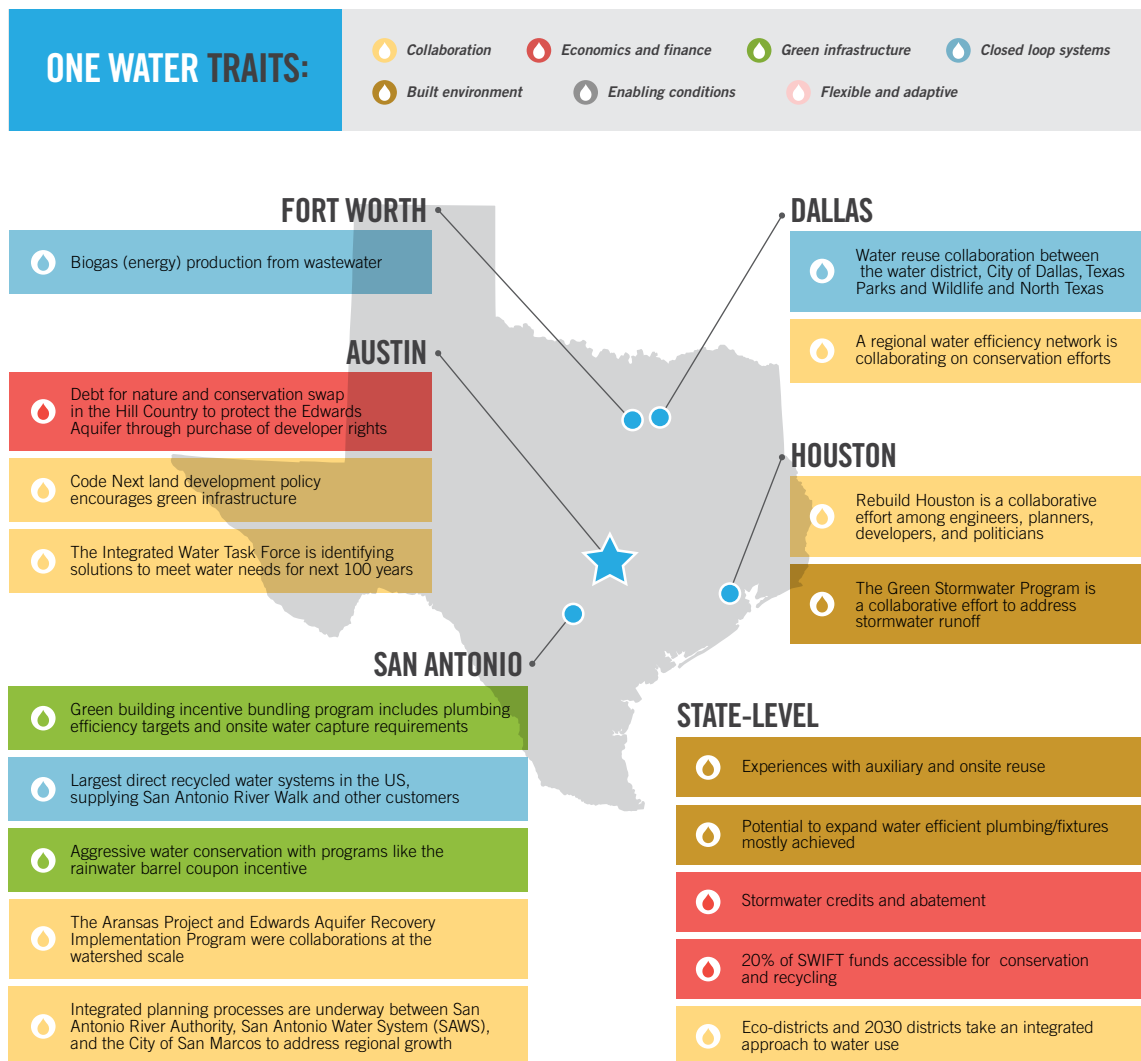 ONE WATER TRAITS:
Collaboration
Economics and finance
Green infrastructure
Closed loop systems
Built environment
Enabling conditions
Flexible and adaptive
FORT WORTH
Biogas (energy) production from wastewater
AUSTIN
Debt for nature and conservation swap
in the Hill Country to protect the Edwards
Aquifer through purchase of developer rights
Code Next land development policy
encourages green infrastructure
The Integrated Water Task Force is identifying
solutions to meet water needs for next 100 years
SAN ANTONIO
Green building incentive bundling program includes plumbing
efficiency targets and onsite water capture requirements
Largest direct recycled water systems in the US,
supplying San Antonio River Walk and other customers
Aggressive water conservation with programs like the
rainwater barrel coupon incentive
The Aransas Project and Edwards Aquifer Recovery
Implementation Program were collaborations at the
watershed scale
Integrated planning processes are underway between San
Antonio River Authority, San Antonio Water System (SAWS),
and the City of San Marcos to address regional growth
DALLAS
Water reuse collaboration between
the water district, City of Dallas, Texas
Parks and Wildlife and North Texas
A regional water efficiency network is
collaborating on conservation efforts
HOUSTON
Rebuild Houston is a collaborative
effort among engineers, planners,
developers, and politicians
The Green Stormwater Program is
a collaborative effort to address
stormwater runoff
STATE-LEVEL
Experiences with auxiliary and onsite reuse
Potential to expand water efficient plumbing/fixtures
mostly achieved
Stormwater credits and abatement
20% of SWIFT funds accessible for conservation
and recycling
Eco-districts and 2030 districts take an integrated
approach to water use